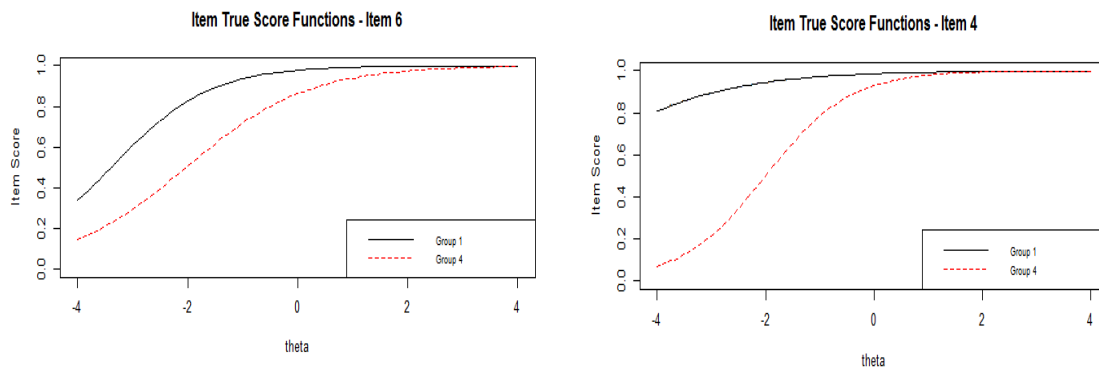 Item True Score Functions - Item 6
Item Score
0.0 0.2 0.4 0.6 0.8 1.0
Group 1
Group 4
-4 -2 0 2 4
theta
Item True Score Functions - Item 4
Item Score
0.0 0.2 0.4 0.6 0.8 1.0
Group 1
Group 4
-4 -2 0 2 4
theta